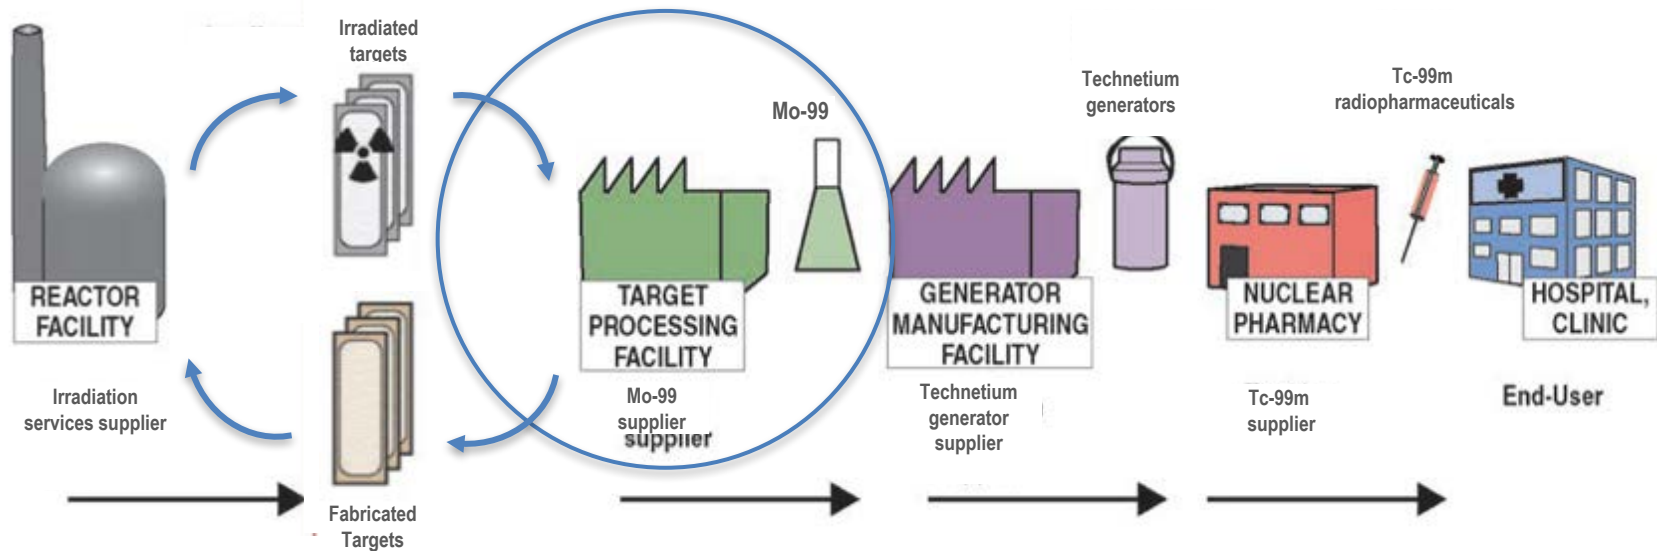 Irradiated
targets
Mo-99
Technetium
generators
Tc-99m
radiopharmaceuticals
REACTOR
FACILITY
TARGET
PROCESSING
FACILITY
GENERATOR
MANUFACTURING
FACILITY
NUCLEAR
PHARMACY
HOSPITAL,
CLINIC
Irradiation
services supplier
Mo-99
supplier
supplier
Technetium
generator
supplier
Tc-99m
supplier
End-User
Fabricated
Targets